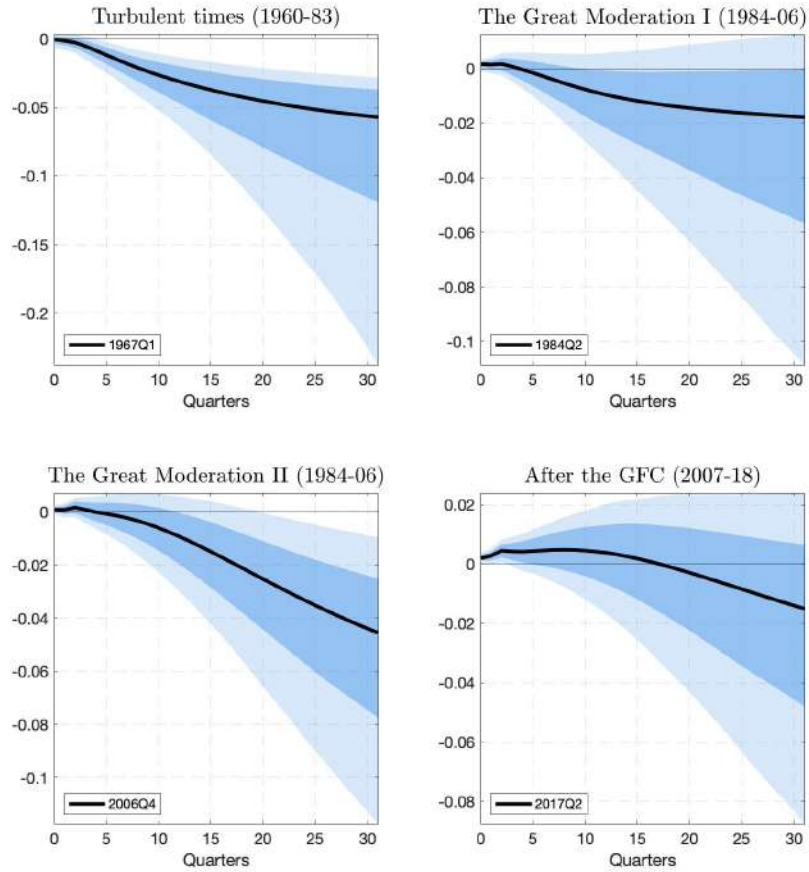 Turbulent times (1960-83)
0
-0.05
-0.1
-0.15
-0.2
1967Q1
0 5 10 15 20 25 30
Quarters
The Great Moderation I (1984-06)
0
-0.02
-0.04
-0.06
-0.08
-0.1
1984Q2
0 5 10 15 20 25 30
Quarters
The Great Moderation II (1984-06)
0
-0.02
-0.04
-0.06
-0.08
-0.1
2006Q4
0 5 10 15 20 25 30
Quarters
After the GFC (2007-18)
0.02
0
-0.02
-0.04
-0.06
-0.08
2017Q2
0 5 10 15 20 25 30
Quarters